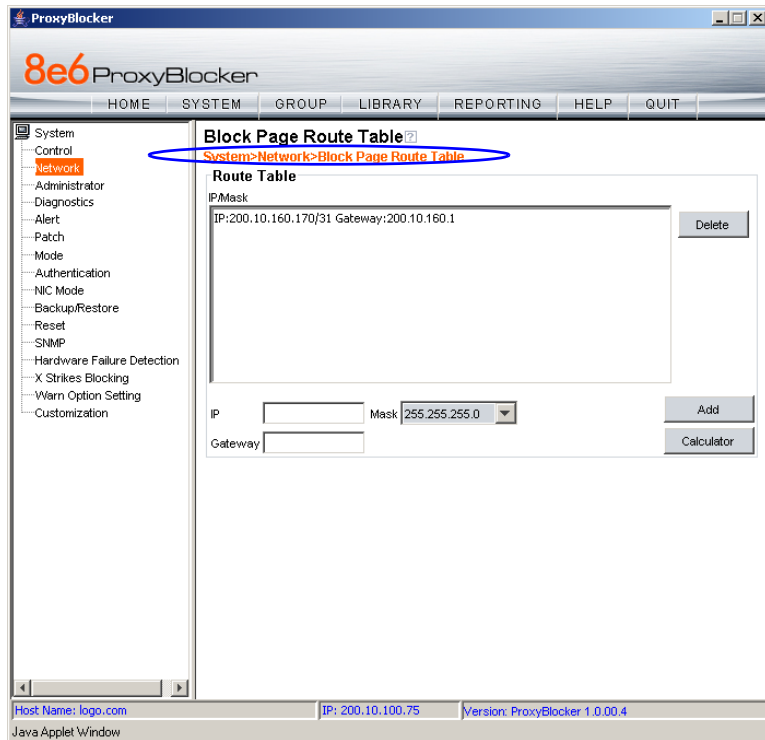 ProxyBlocker
8e6 ProxyBlocker
HOME SYSTEM GROUP LIBRARY REPORTING HELP QUIT
System
Control
Network
Administrator
Diagnostics
Alert
Patch
Mode
Authentication
NIC Mode
Backup/Restore
Reset
SNMP
Hardware Failure Detection
X Strikes Blocking
Warn Option Setting
Customization
Block Page Route Table ?
System>Network>Block Page Route Table
Route Table
IP/Mask
IP:200.10.160.170/31 Gateway:200.10.160.1
Delete
IP Mask 255.255.255.0 Add
Gateway Calculator
Host Name: logo.com IP: 200.10.100.75 Version: ProxyBlocker 1.0.00.4
Java Applet Window